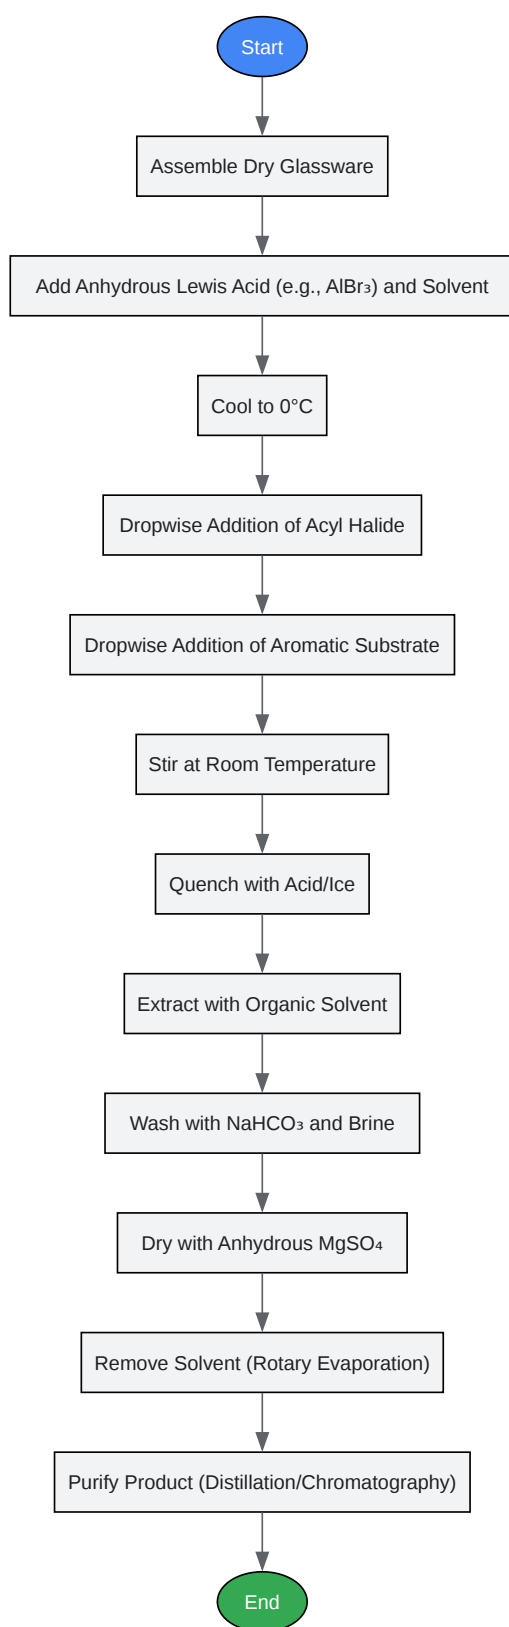 Start
Assemble Dry Glassware
Add Anhydrous Lewis Acid (e.g., AlBr₃) and Solvent
Cool to 0°C
Dropwise Addition of Acyl Halide
Dropwise Addition of Aromatic Substrate
Stir at Room Temperature
Quench with Acid/Ice
Extract with Organic Solvent
Wash with NaHCO₃ and Brine
Dry with Anhydrous MgSO₄
Remove Solvent (Rotary Evaporation)
Purify Product (Distillation/Chromatography)
End